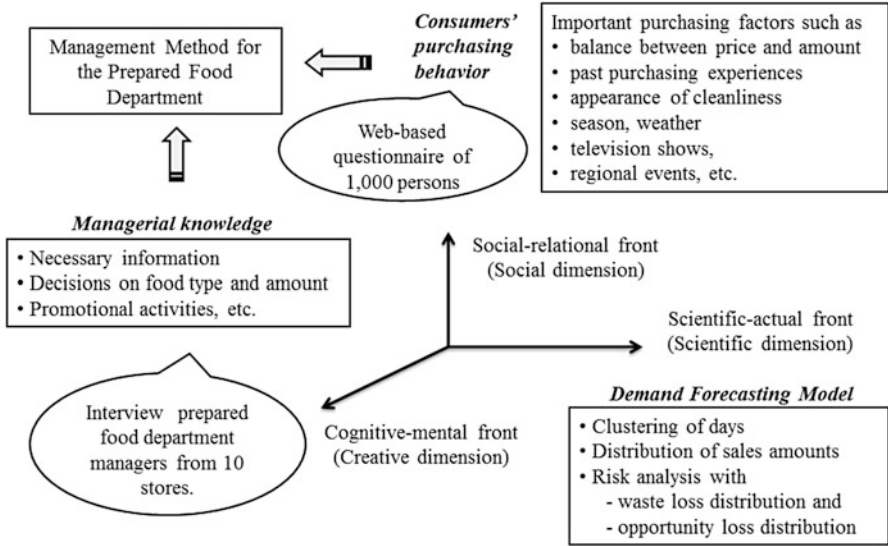 Management Method for
the Prepared Food
Department
Consumers’
purchasing
behavior
Important purchasing factors such as
• balance between price and amount
• past purchasing experiences
• appearance of cleanliness
• season, weather
• television shows,
• regional events, etc.
Web-based
questionnaire of
1,000 persons
Managerial knowledge
• Necessary information
• Decisions on food type and amount
• Promotional activities, etc.
Social-relational front
(Social dimension)
Scientific-actual front
(Scientific dimension)
Interview prepared
food department
managers from 10
stores.
Cognitive-mental front
(Creative dimension)
Demand Forecasting Model
• Clustering of days
• Distribution of sales amounts
• Risk analysis with
- waste loss distribution and
- opportunity loss distribution